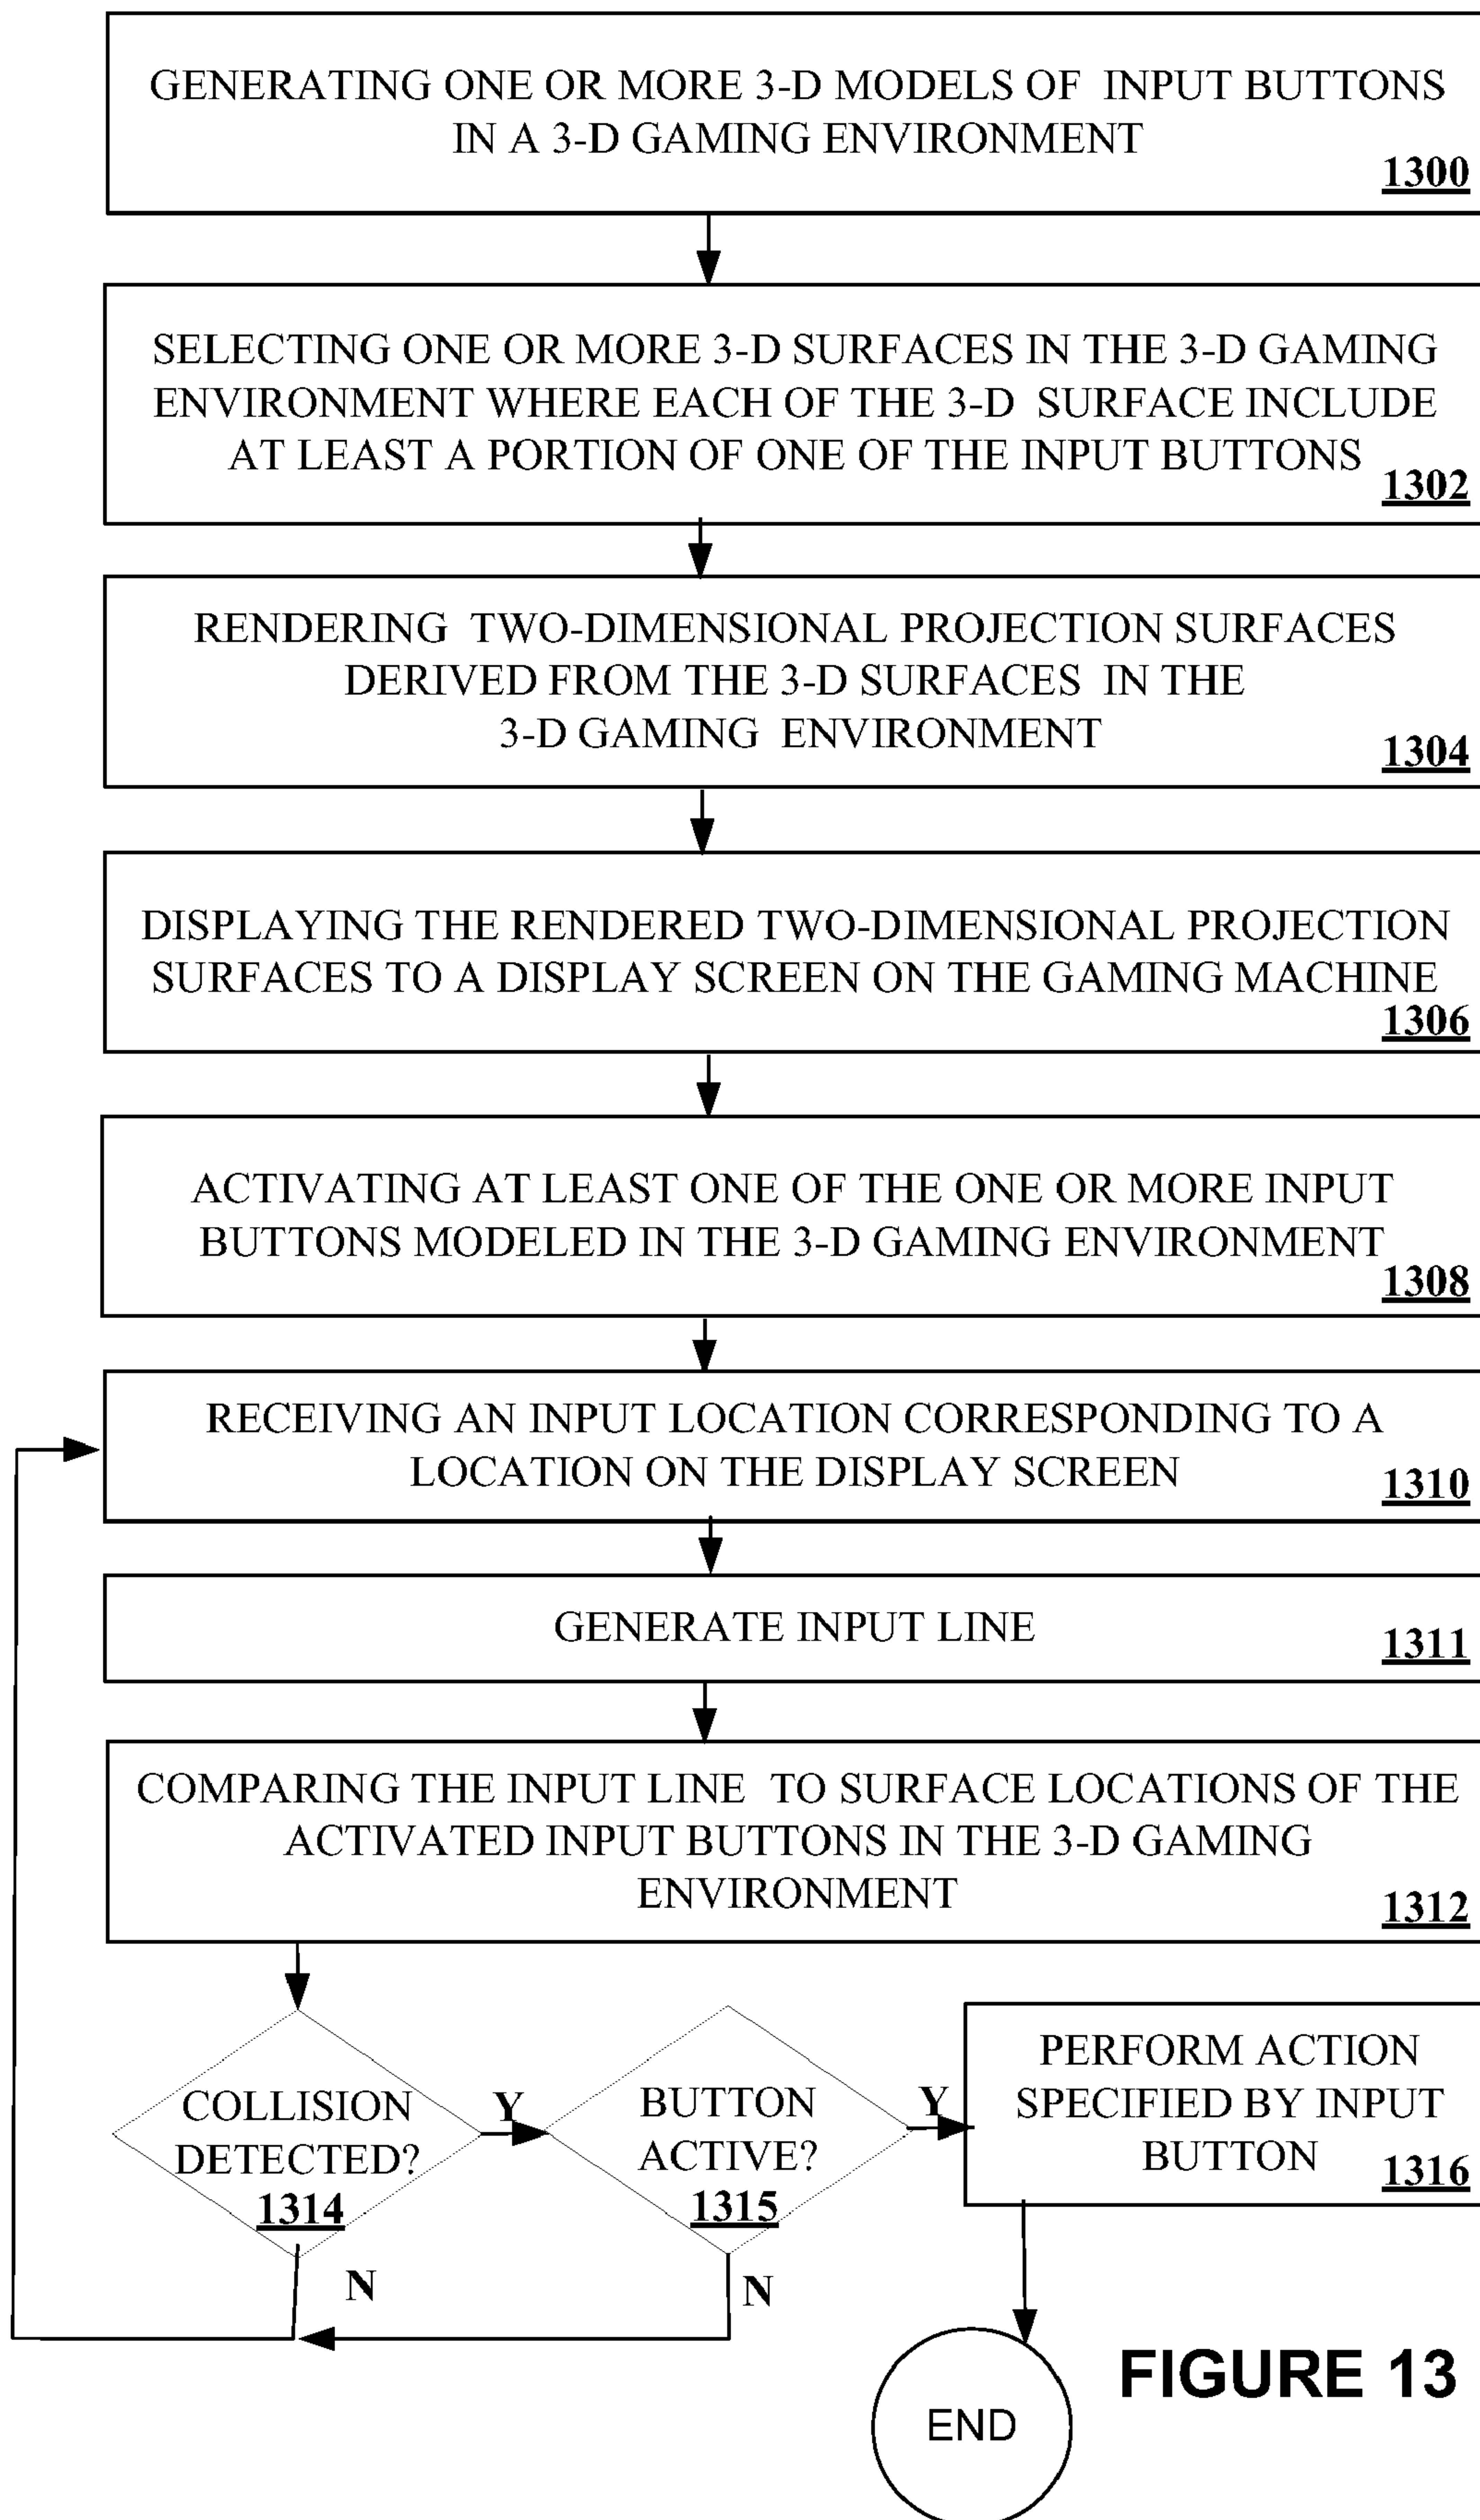 GENERATING ONE OR MORE 3-D MODELS OF INPUT BUTTONS
IN A 3-D GAMING ENVIRONMENT
1300
SELECTING ONE OR MORE 3-D SURFACES IN THE 3-D GAMING
ENVIRONMENT WHERE EACH OF THE 3-D SURFACE INCLUDE
AT LEAST A PORTION OF ONE OF THE INPUT BUTTONS
1302
RENDERING TWO-DIMENSIONAL PROJECTION SURFACES
DERIVED FROM THE 3-D SURFACES IN THE
3-D GAMING ENVIRONMENT
1304
DISPLAYING THE RENDERED TWO-DIMENSIONAL PROJECTION
SURFACES TO A DISPLAY SCREEN ON THE GAMING MACHINE
1306
ACTIVATING AT LEAST ONE OF THE ONE OR MORE INPUT
BUTTONS MODELED IN THE 3-D GAMING ENVIRONMENT
1308
RECEIVING AN INPUT LOCATION CORRESPONDING TO A
LOCATION ON THE DISPLAY SCREEN
1310
GENERATE INPUT LINE
1311
COMPARING THE INPUT LINE TO SURFACE LOCATIONS OF THE
ACTIVATED INPUT BUTTONS IN THE 3-D GAMING
ENVIRONMENT
1312
COLLISION
DETECTED?
1314
Y
N
BUTTON
ACTIVE?
1315
Y
N
PERFORM ACTION
SPECIFIED BY INPUT
BUTTON
1316
END
FIGURE 13